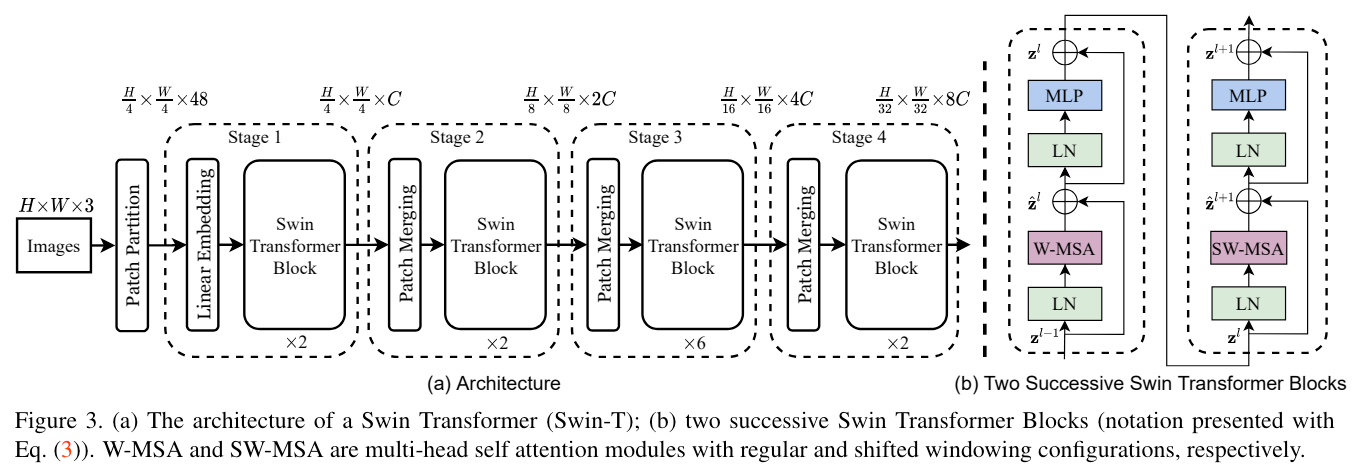 H/4 × W/4 × 48
H/4 × W/4 × C
H/8 × W/8 × 2C
H/16 × W/16 × 4C
H/32 × W/32 × 8C
Stage 1
Stage 2
Stage 3
Stage 4
H×W×3
Images
Patch Partition
Linear Embedding
Swin
Transformer
Block
×2
Patch Merging
Swin
Transformer
Block
×2
Patch Merging
Swin
Transformer
Block
×6
Patch Merging
Swin
Transformer
Block
×2
(a) Architecture
z^l
MLP
LN
ẑ^l
W-MSA
LN
z^{l−1}
z^{l+1}
MLP
LN
ẑ^{l+1}
SW-MSA
LN
z^l
(b) Two Successive Swin Transformer Blocks
Figure 3. (a) The architecture of a Swin Transformer (Swin-T); (b) two successive Swin Transformer Blocks (notation presented with
Eq. (3)). W-MSA and SW-MSA are multi-head self attention modules with regular and shifted windowing configurations, respectively.